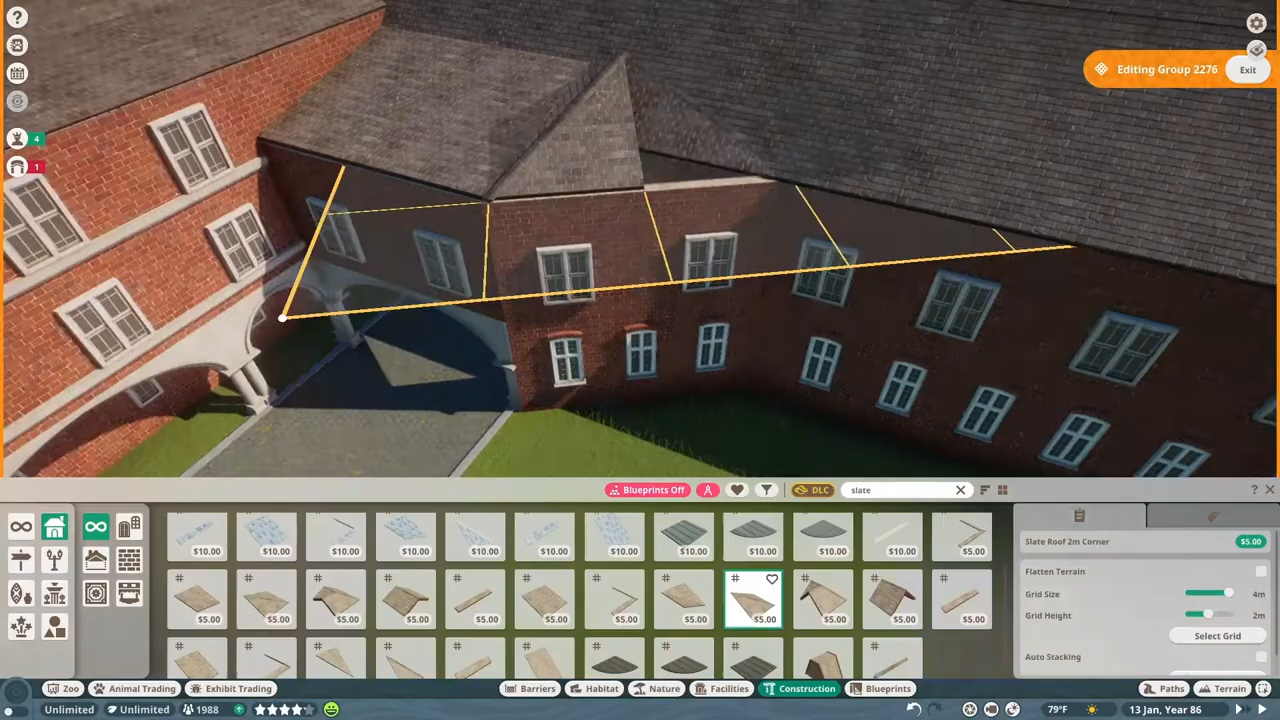 ?
Editing Group 2276
Exit
4
1
Blueprints Off
DLC
slate
?
$10.00 $10.00 $10.00 $10.00 $10.00 $10.00 $10.00 $10.00 $10.00 $10.00 $10.00 $5.00
Slate Roof 2m Corner $5.00
Flatten Terrain
$5.00 $5.00 $5.00 $5.00 $5.00 $5.00 $5.00 $5.00 $5.00 $5.00 $5.00 $5.00
Grid Size 4m
Grid Height 2m
Select Grid
Auto Stacking
Zoo Animal Trading Exhibit Trading Barriers Habitat Nature Facilities Construction Blueprints Paths Terrain
Unlimited Unlimited 1988 79°F 13 Jan, Year 86